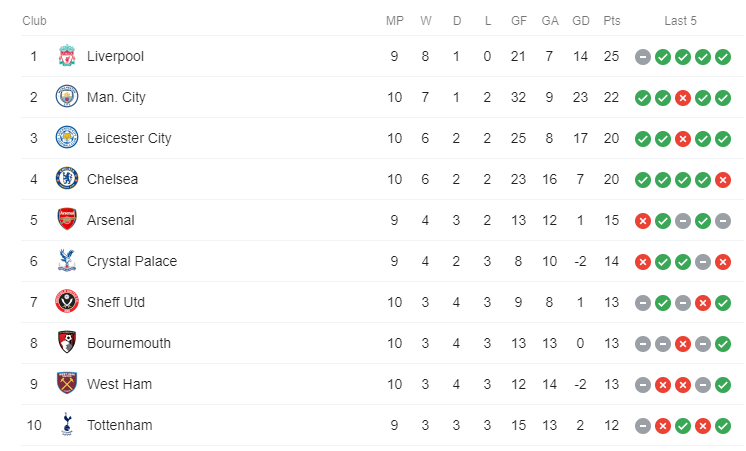 Club MP W D L GF GA GD Pts Last 5
1 Liverpool 9 8 1 0 21 7 14 25
2 Man. City 10 7 1 2 32 9 23 22
3 Leicester City 10 6 2 2 25 8 17 20
4 Chelsea 10 6 2 2 23 16 7 20
5 Arsenal 9 4 3 2 13 12 1 15
6 Crystal Palace 9 4 2 3 8 10 -2 14
7 Sheff Utd 10 3 4 3 9 8 1 13
8 Bournemouth 10 3 4 3 13 13 0 13
9 West Ham 10 3 4 3 12 14 -2 13
10 Tottenham 9 3 3 3 15 13 2 12